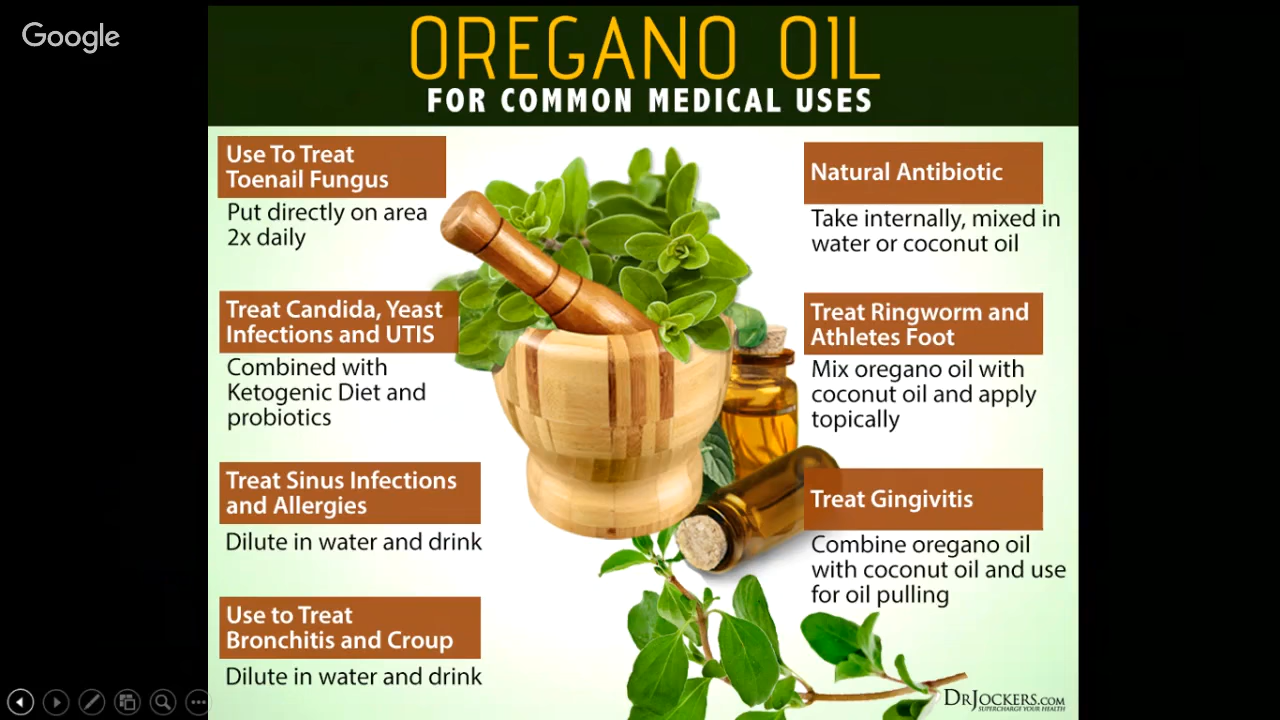 Google
OREGANO OIL
FOR COMMON MEDICAL USES
Use To Treat
Toenail Fungus
Put directly on area
2x daily
Treat Candida, Yeast
Infections and UTIS
Combined with
Ketogenic Diet and
probiotics
Treat Sinus Infections
and Allergies
Dilute in water and drink
Use to Treat
Bronchitis and Croup
Dilute in water and drink
Natural Antibiotic
Take internally, mixed in
water or coconut oil
Treat Ringworm and
Athletes Foot
Mix oregano oil with
coconut oil and apply
topically
Treat Gingivitis
Combine oregano oil
with coconut oil and use
for oil pulling
DRJOCKERS.COM
SUPERCHARGE YOUR HEALTH